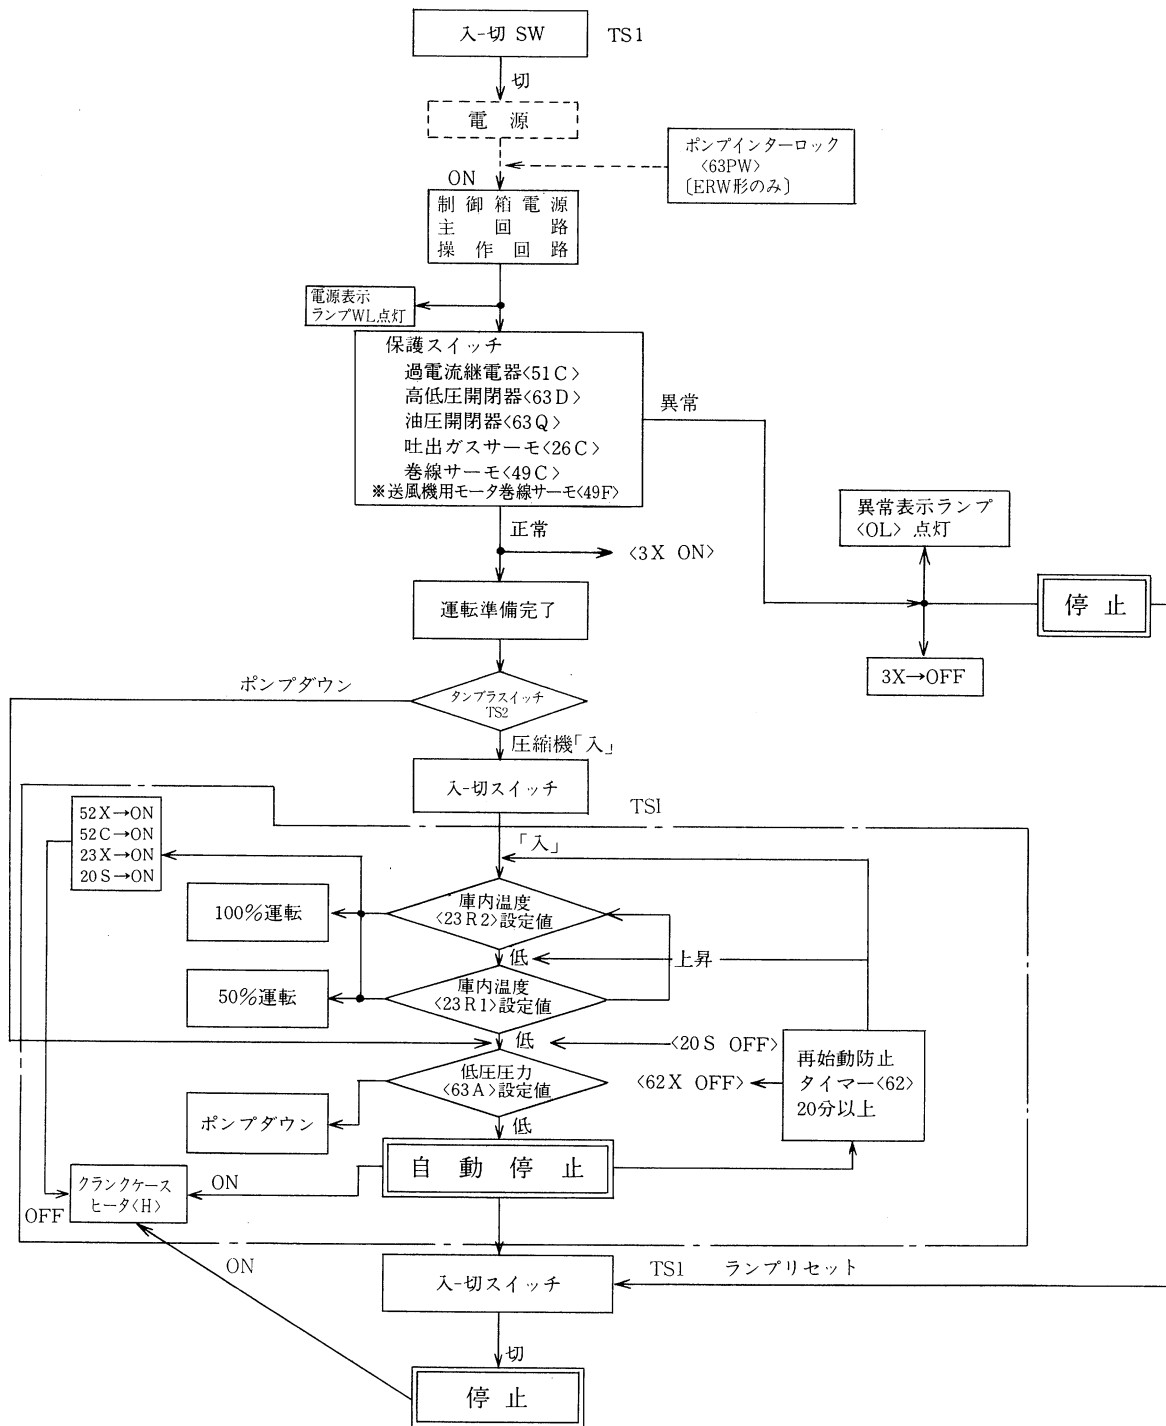 入-切 SW
TS1
切
電源
ポンプインターロック
〈63PW〉
〔ERW形のみ〕
ON
制御箱電源
主回路
操作回路
電源表示
ランプWL点灯
保護スイッチ
過電流継電器〈51C〉
高低圧開閉器〈63D〉
油圧開閉器〈63Q〉
吐出ガスサーモ〈26C〉
巻線サーモ〈49C〉
※送風機用モータ巻線サーモ〈49F〉
異常
正常
〈3X ON〉
異常表示ランプ
〈OL〉点灯
運転準備完了
停止
3X→OFF
ポンプダウン
タンブラスイッチ
TS2
圧縮機「入」
入-切スイッチ
TSl
52X→ON
52C→ON
23X→ON
20S→ON
「入」
庫内温度
〈23R2〉設定値
100%運転
低
上昇
庫内温度
〈23R1〉設定値
50%運転
低
〈20S OFF〉
低圧圧力
〈63A〉設定値
〈62X OFF〉
再始動防止
タイマー〈62〉
20分以上
ポンプダウン
低
自動停止
クランクケース
ヒータ〈H〉
ON
OFF
ON
入-切スイッチ
TS1 ランプリセット
切
停止